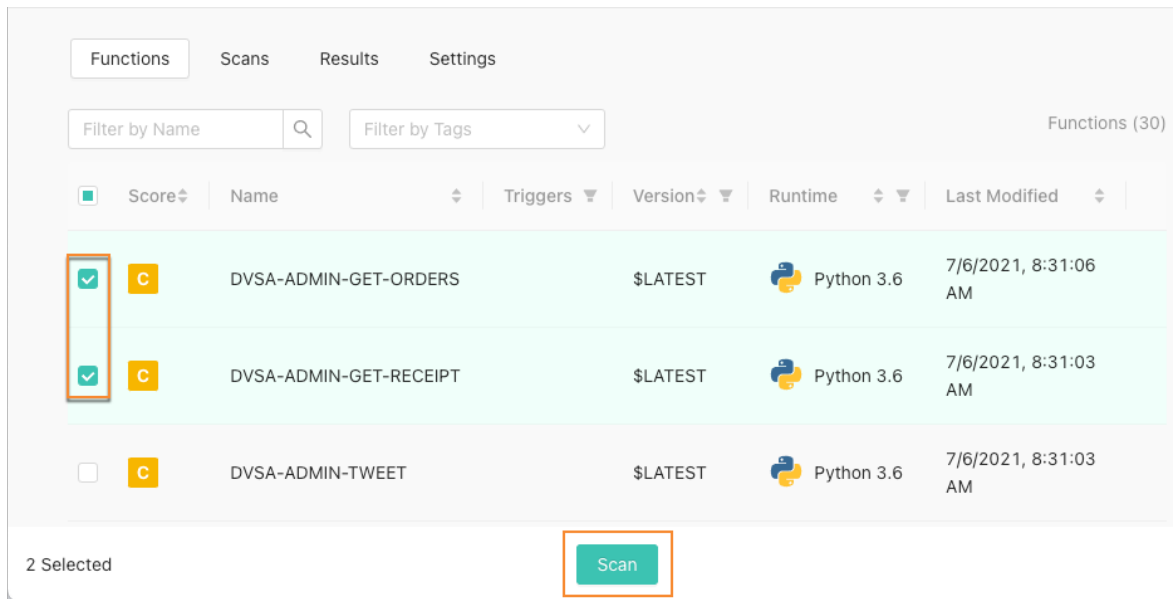 Functions Scans Results Settings
Filter by Name Filter by Tags Functions (30)
Score Name Triggers Version Runtime Last Modified
C DVSA-ADMIN-GET-ORDERS $LATEST Python 3.6 7/6/2021, 8:31:06
AM
C DVSA-ADMIN-GET-RECEIPT $LATEST Python 3.6 7/6/2021, 8:31:03
AM
C DVSA-ADMIN-TWEET $LATEST Python 3.6 7/6/2021, 8:31:03
AM
2 Selected Scan